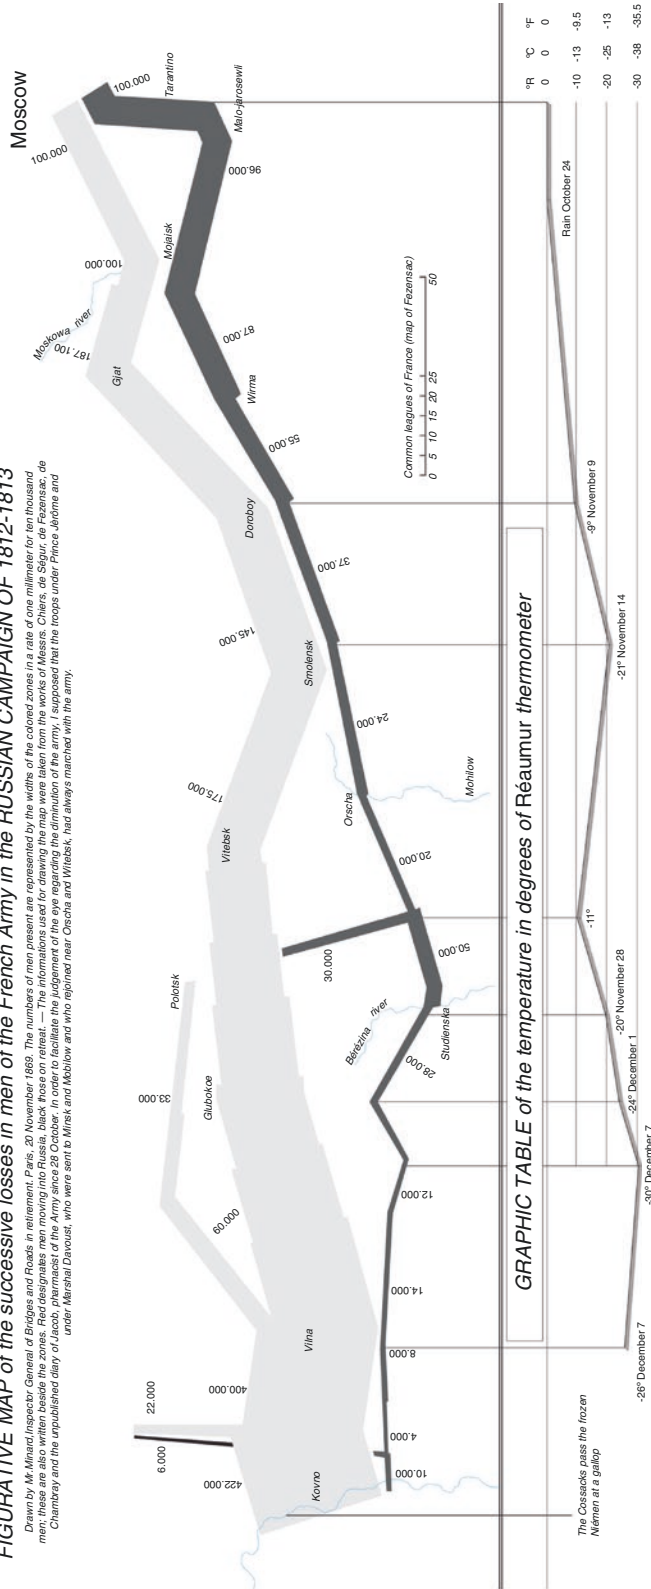 FIGURATIVE MAP of the successive losses in men of the French Army in the RUSSIAN CAMPAIGN OF 1812-1813
Drawn by Mr.Minard,Inspector General of Bridges and Roads in retirement. Paris, 20 November 1869. The numbers of men present are represented by the widths of the colored zones in a rate of one millimeter for ten thousand
men; these are also written beside the zones. Red designates men moving into Russia, black those on retreat. — The informations used for drawing the map were taken from the works of Messrs. Chiers, de Ségur, de Fezensac, de
Chambray and the unpublished diary of Jacob, pharmacist of the Army since 28 October. In order to facilitate the judgement of the eye regarding the diminution of the army, I supposed that the troops under Prince Jèrôme and
under Marshal Davoust, who were sent to Minsk and Mobilow and who rejoined near Orscha and Witebsk, had always marched with the army.
Moscow
100.000
100.000
Tarantino
Malo-jarosewli
Moskowa river
100.000
Mojaisk
96.000
187.100
Gjat
87.000
Wirma
55.000
Doroboy
37.000
145.000
Smolensk
24.000
175.000
Orscha
Mohilow
Vitebsk
20.000
Polotsk
30.000
50.000
33.000
Glubokoe
Bérézina river
Studienska
28.000
60.000
12.000
14.000
Vilna
8.000
22.000
400.000
6.000
4.000
422.000
Kovno
10.000
Common leagues of France (map of Fezensac)
0 5 10 15 20 25 50
GRAPHIC TABLE of the temperature in degrees of Réaumur thermometer
°R °C °F
0 0 0
-10 -13 -9.5
-20 -25 -13
-30 -38 -35.5
Rain October 24
-9° November 9
-21° November 14
-11°
-20° November 28
-24° December 1
-30° December 7
-26° December 7
The Cossacks pass the frozen
Niémen at a gallop